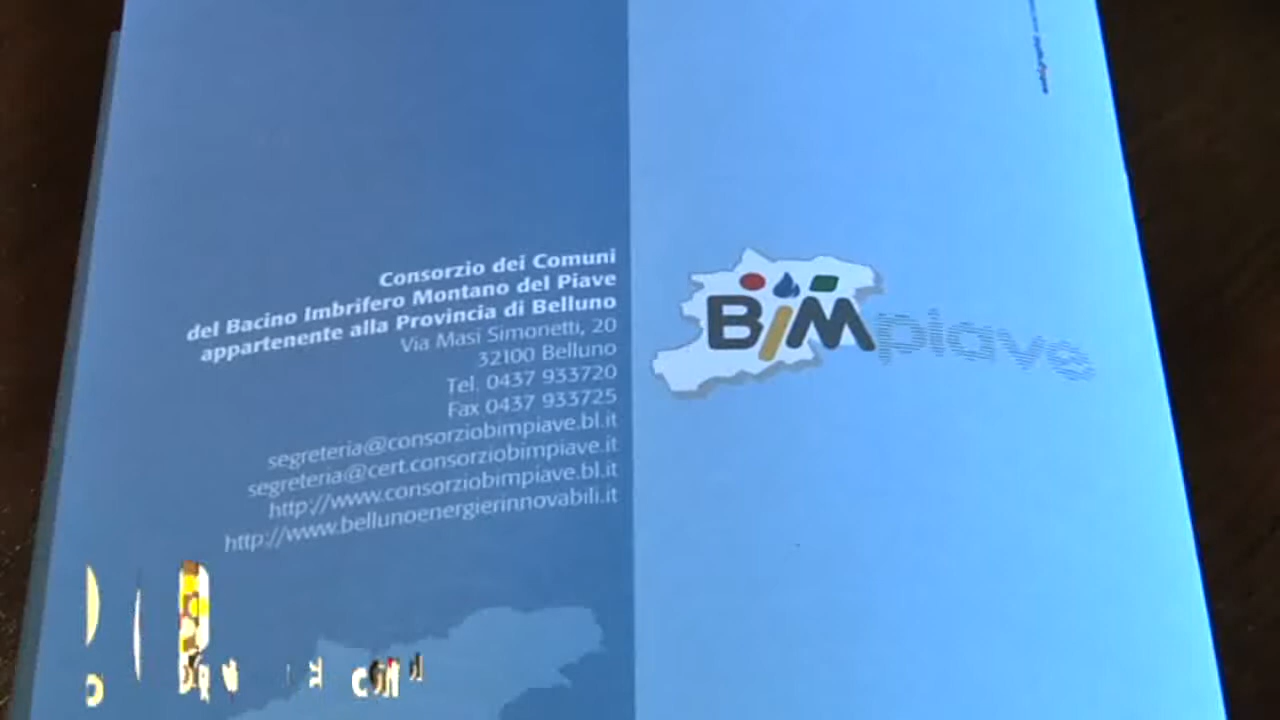 Consorzio dei Comuni
del Bacino Imbrifero Montano del Piave
appartenente alla Provincia di Belluno
Via Masi Simonetti, 20
32100 Belluno
Tel. 0437 933720
Fax 0437 933725
segreteria@consorziobimpiave.bl.it
segreteria@cert.consorziobimpiave.it
http://www.consorziobimpiave.bl.it
http://www.bellunoenergierinnovabili.it
BIMpiave